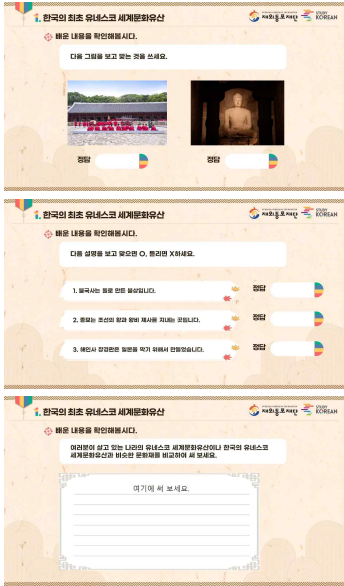 1. 한국의 최초 유네스코 세계문화유산
재외동포재단
STUDY KOREAN
배운 내용을 확인해봅시다.
다음 그림을 보고 맞는 것을 쓰세요.
정답
정답
1. 한국의 최초 유네스코 세계문화유산
재외동포재단
STUDY KOREAN
배운 내용을 확인해봅시다.
다음 설명을 보고 맞으면 O, 틀리면 X하세요.
1. 불국사는 돌로 만든 불상입니다.
정답
2. 종묘는 조선의 왕과 왕비 제사를 지내는 곳입니다.
정답
3. 해인사 장경판은 일본을 막기 위해서 만들었습니다.
정답
1. 한국의 최초 유네스코 세계문화유산
재외동포재단
STUDY KOREAN
배운 내용을 확인해봅시다.
여러분이 살고 있는 나라의 유네스코 세계문화유산이나 한국의 유네스코
세계문화유산과 비슷한 문화재를 비교하여 써 보세요.
여기에 써 보세요.